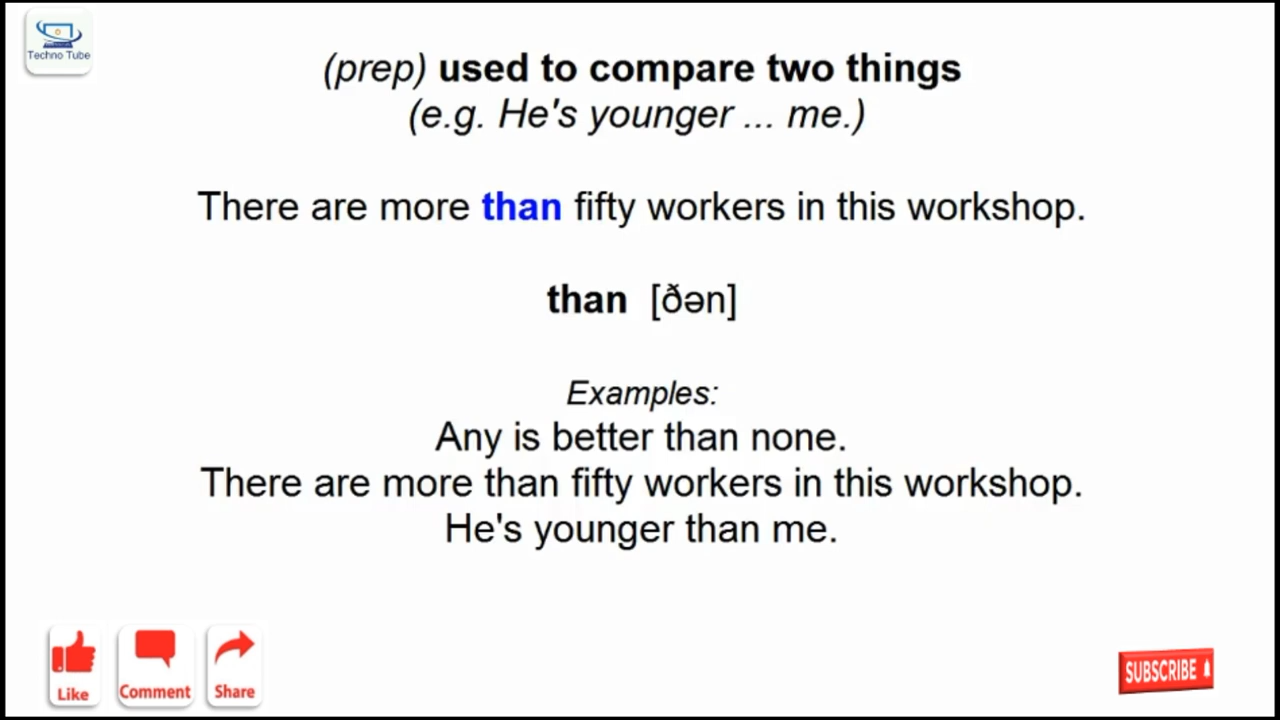 Techno Tube
(prep) used to compare two things
(e.g. He's younger ... me.)
There are more than fifty workers in this workshop.
than [ðən]
Examples:
Any is better than none.
There are more than fifty workers in this workshop.
He's younger than me.
Like
Comment
Share
SUBSCRIBE